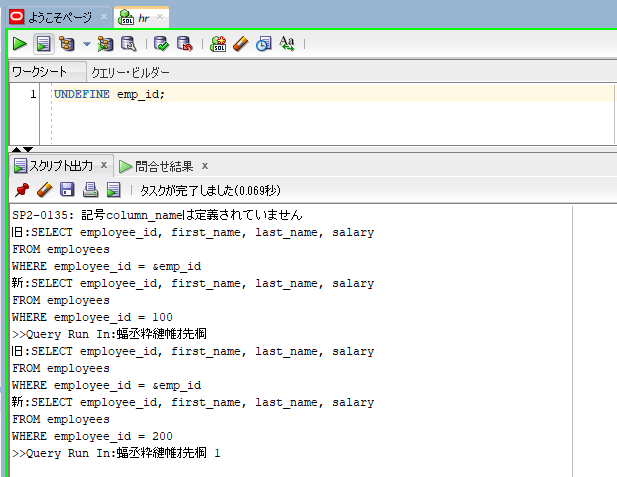 ようこそページ
hr
ワークシート クエリー・ビルダー
1 UNDEFINE emp_id;
スクリプト出力 問合せ結果
タスクが完了しました(0.069秒)
SP2-0135: 記号column_nameは定義されていません
旧:SELECT employee_id, first_name, last_name, salary
FROM employees
WHERE employee_id = &emp_id
新:SELECT employee_id, first_name, last_name, salary
FROM employees
WHERE employee_id = 100
>>Query Run In:
旧:SELECT employee_id, first_name, last_name, salary
FROM employees
WHERE employee_id = &emp_id
新:SELECT employee_id, first_name, last_name, salary
FROM employees
WHERE employee_id = 200
>>Query Run In: 1